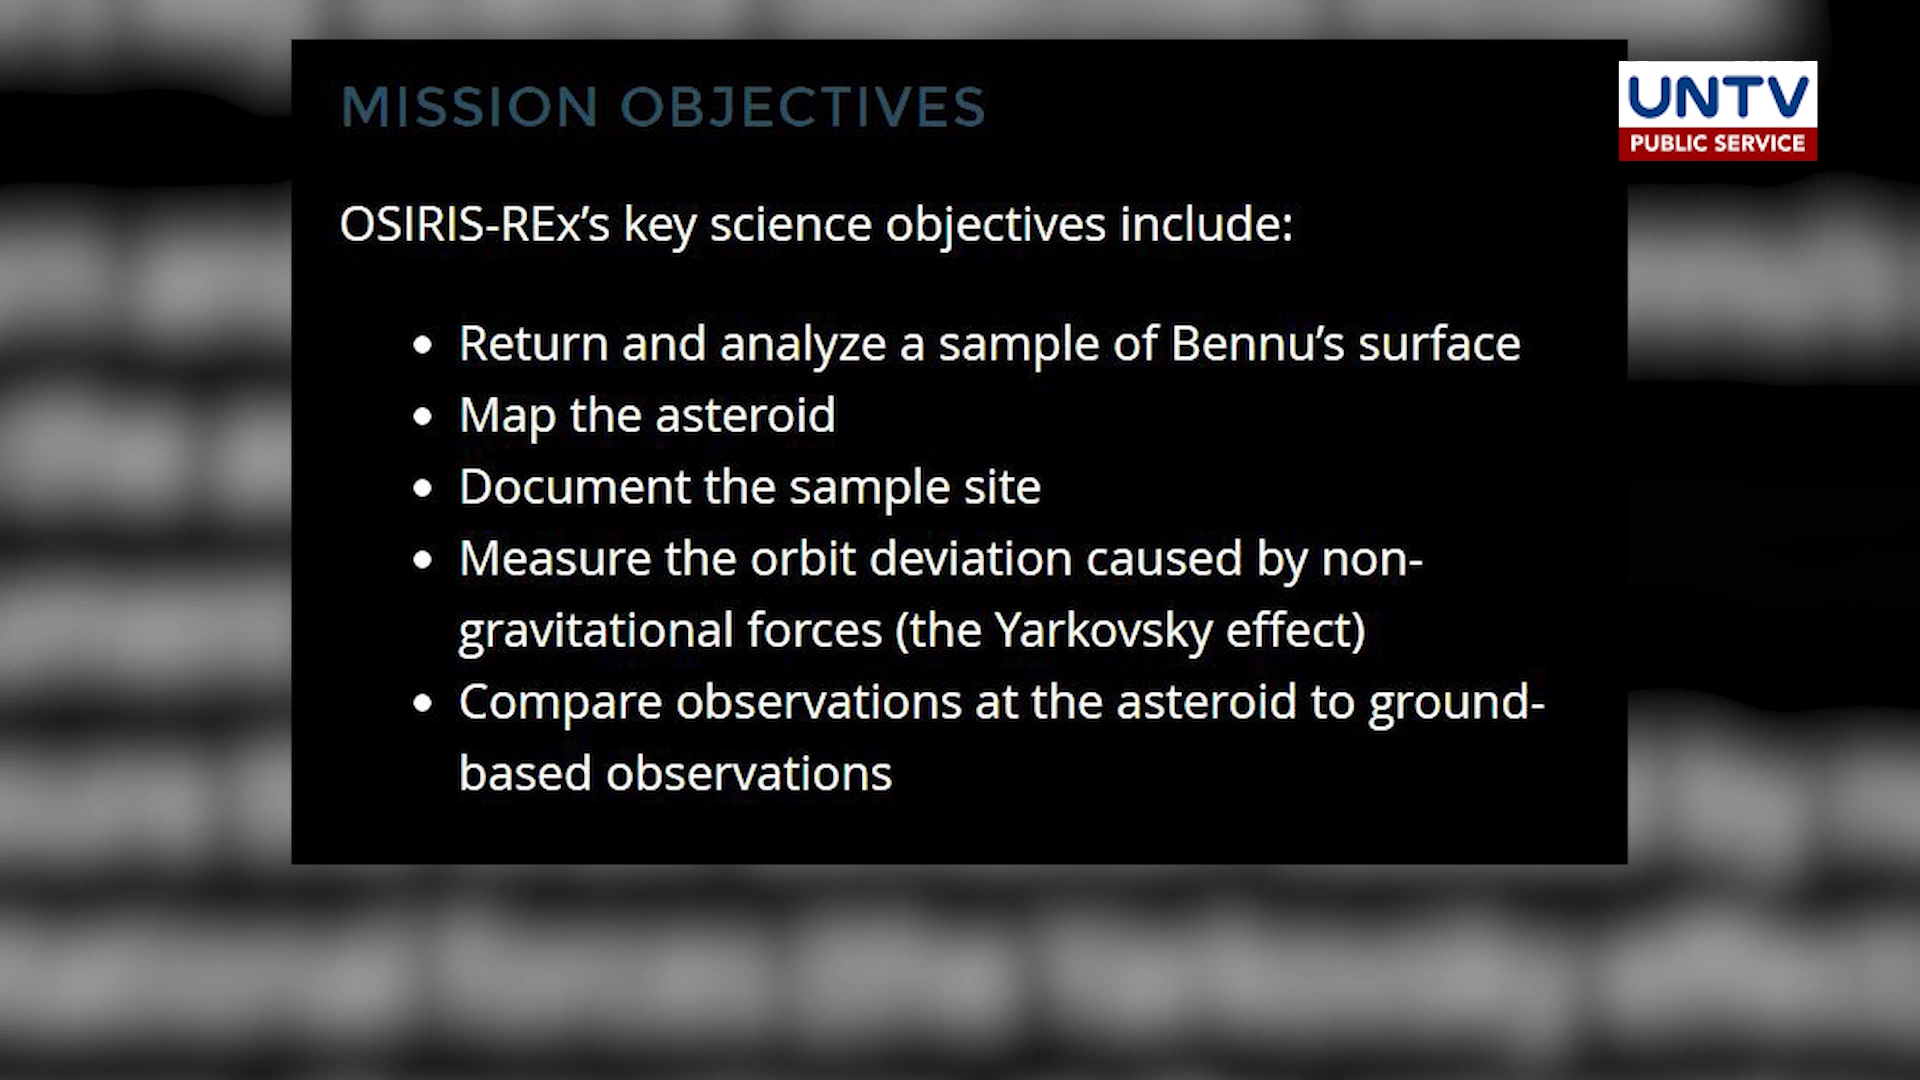 MISSION OBJECTIVES
UNTV
PUBLIC SERVICE
OSIRIS-REx’s key science objectives include:
• Return and analyze a sample of Bennu’s surface
• Map the asteroid
• Document the sample site
• Measure the orbit deviation caused by non-
gravitational forces (the Yarkovsky effect)
• Compare observations at the asteroid to ground-
based observations